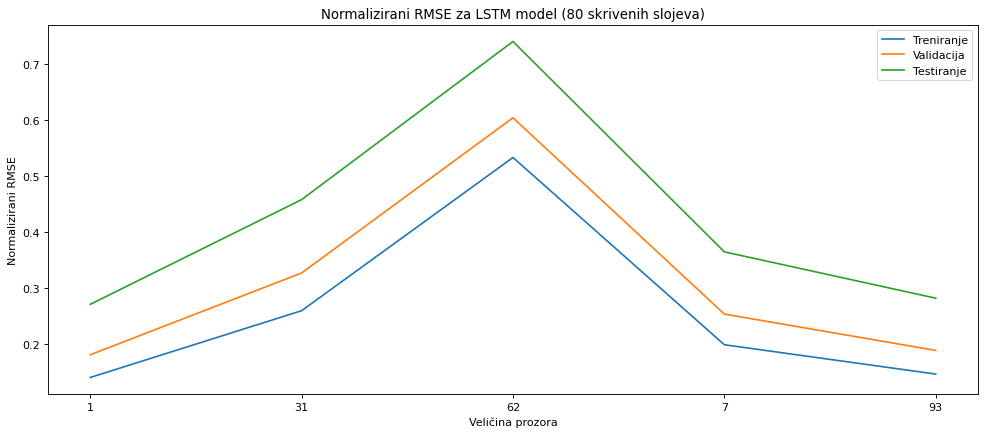 Normalizirani RMSE za LSTM model (80 skrivenih slojeva)
Treniranje
Validacija
Testiranje
Normalizirani RMSE
0.7
0.6
0.5
0.4
0.3
0.2
1 31 62 7 93
Veličina prozora